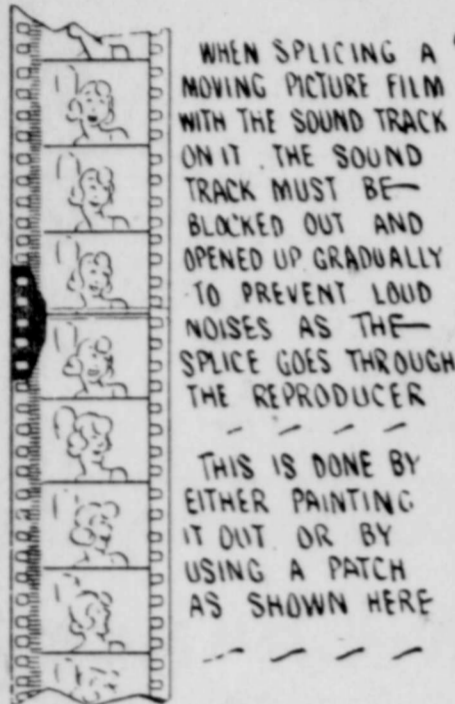 WHEN SPLICING A
MOVING PICTURE FILM
WITH THE SOUND TRACK
ON IT . THE SOUND
TRACK MUST BE
BLOCKED OUT AND
OPENED UP GRADUALLY
TO PREVENT LOUD
NOISES AS THE
SPLICE GOES THROUGH
THE REPRODUCER
THIS IS DONE BY
EITHER PAINTING
IT OUT OR BY
USING A PATCH
AS SHOWN HERE